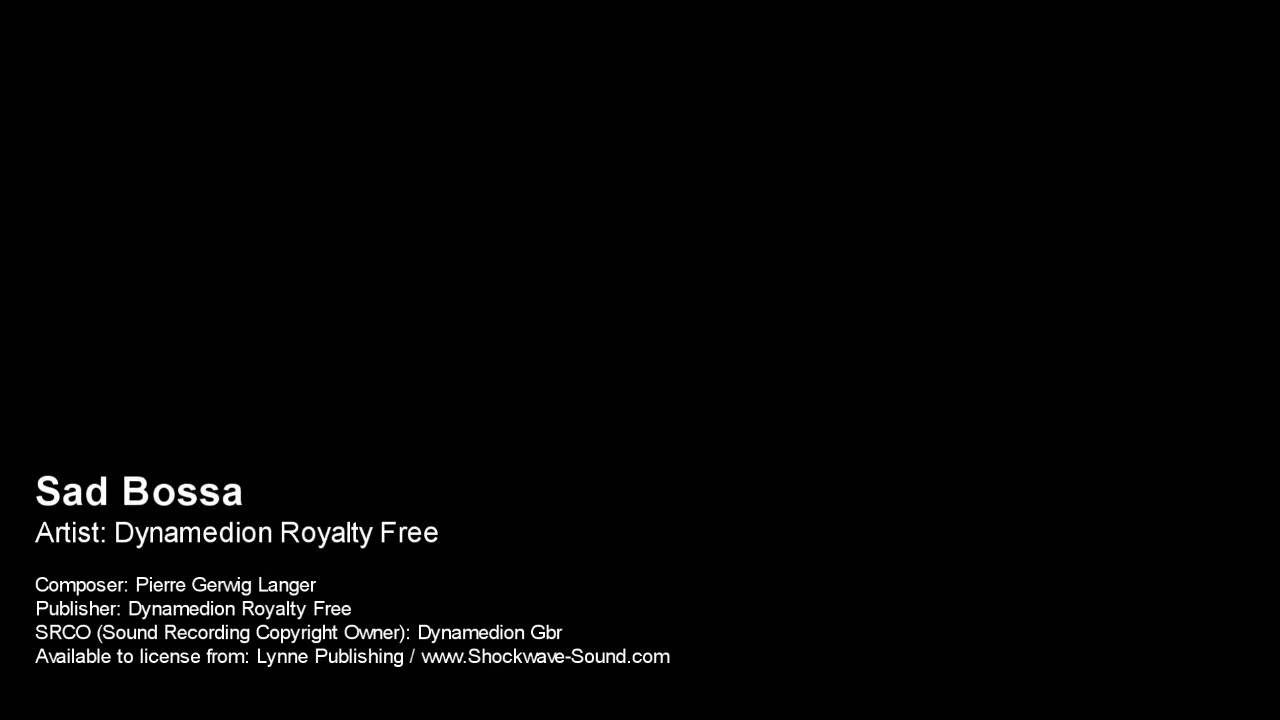 Sad Bossa
Artist: Dynamedion Royalty Free
Composer: Pierre Gerwig Langer
Publisher: Dynamedion Royalty Free
SRCO (Sound Recording Copyright Owner): Dynamedion Gbr
Available to license from: Lynne Publishing / www.Shockwave-Sound.com